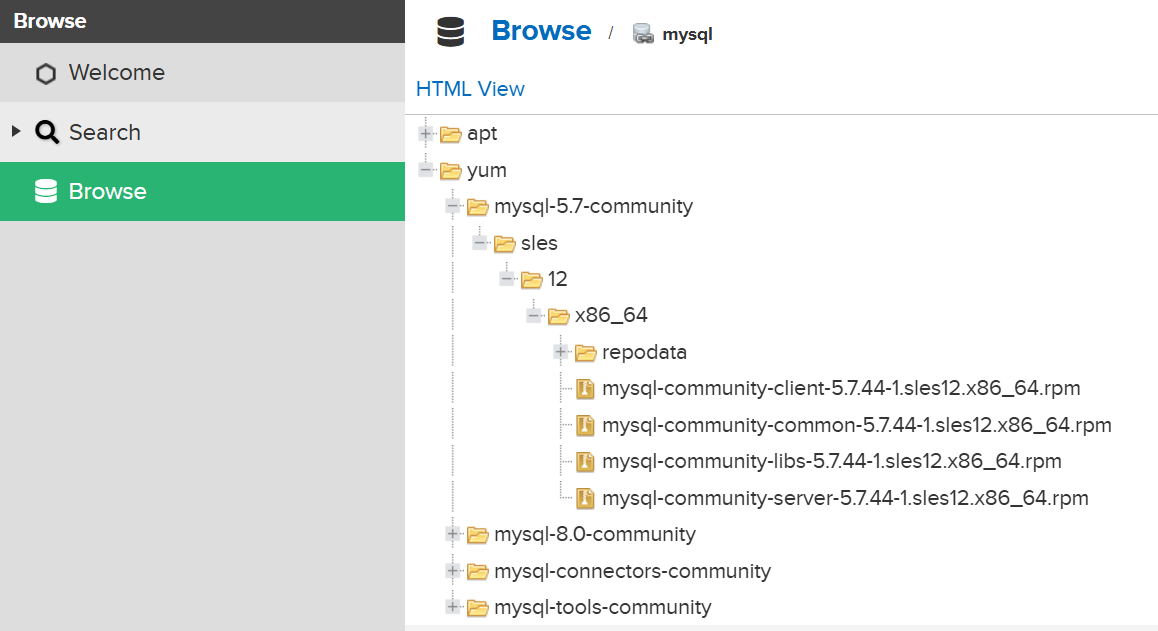 Browse
Welcome
Search
Browse
Browse / mysql
HTML View
apt
yum
mysql-5.7-community
sles
12
x86_64
repodata
mysql-community-client-5.7.44-1.sles12.x86_64.rpm
mysql-community-common-5.7.44-1.sles12.x86_64.rpm
mysql-community-libs-5.7.44-1.sles12.x86_64.rpm
mysql-community-server-5.7.44-1.sles12.x86_64.rpm
mysql-8.0-community
mysql-connectors-community
mysql-tools-community